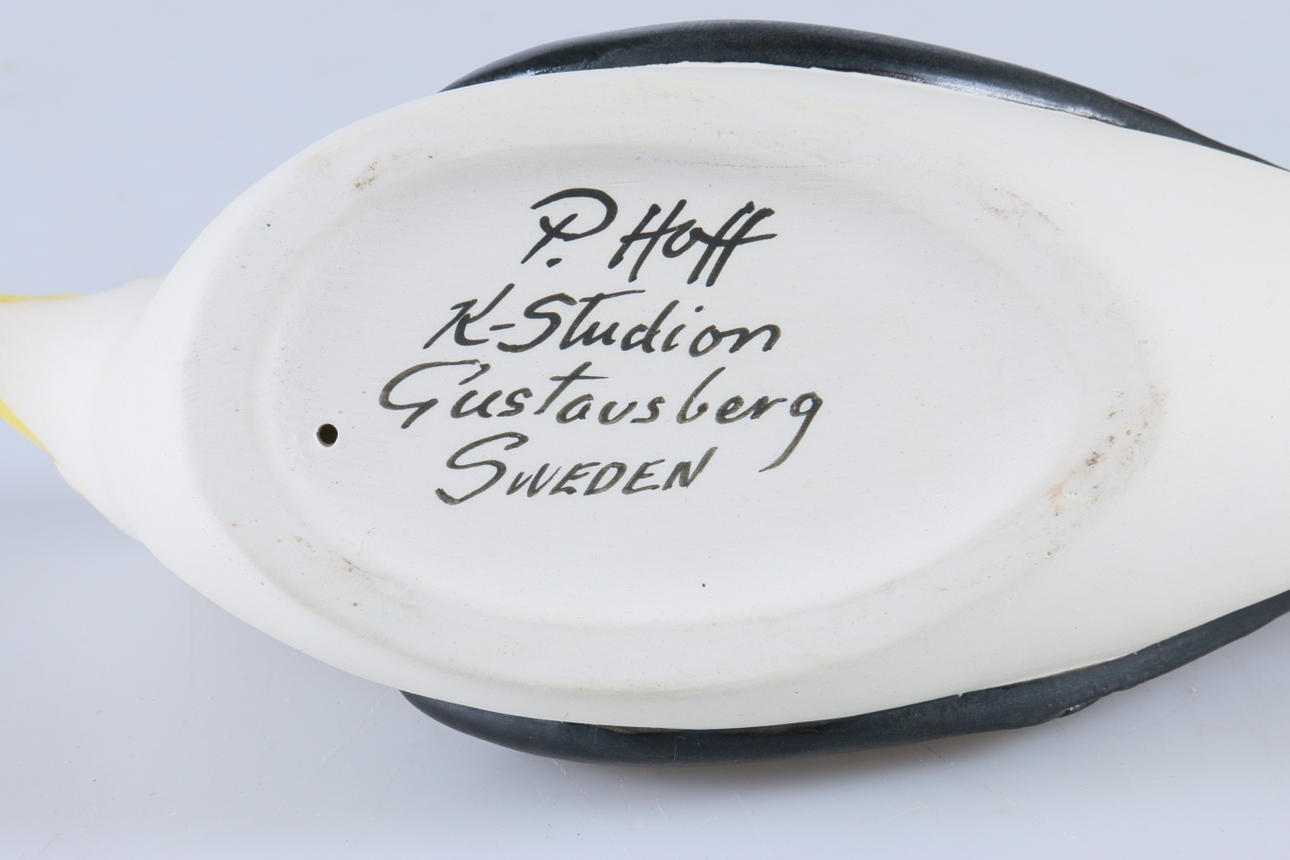 P. Hoff
K-Studion
Gustavsberg
SWEDEN